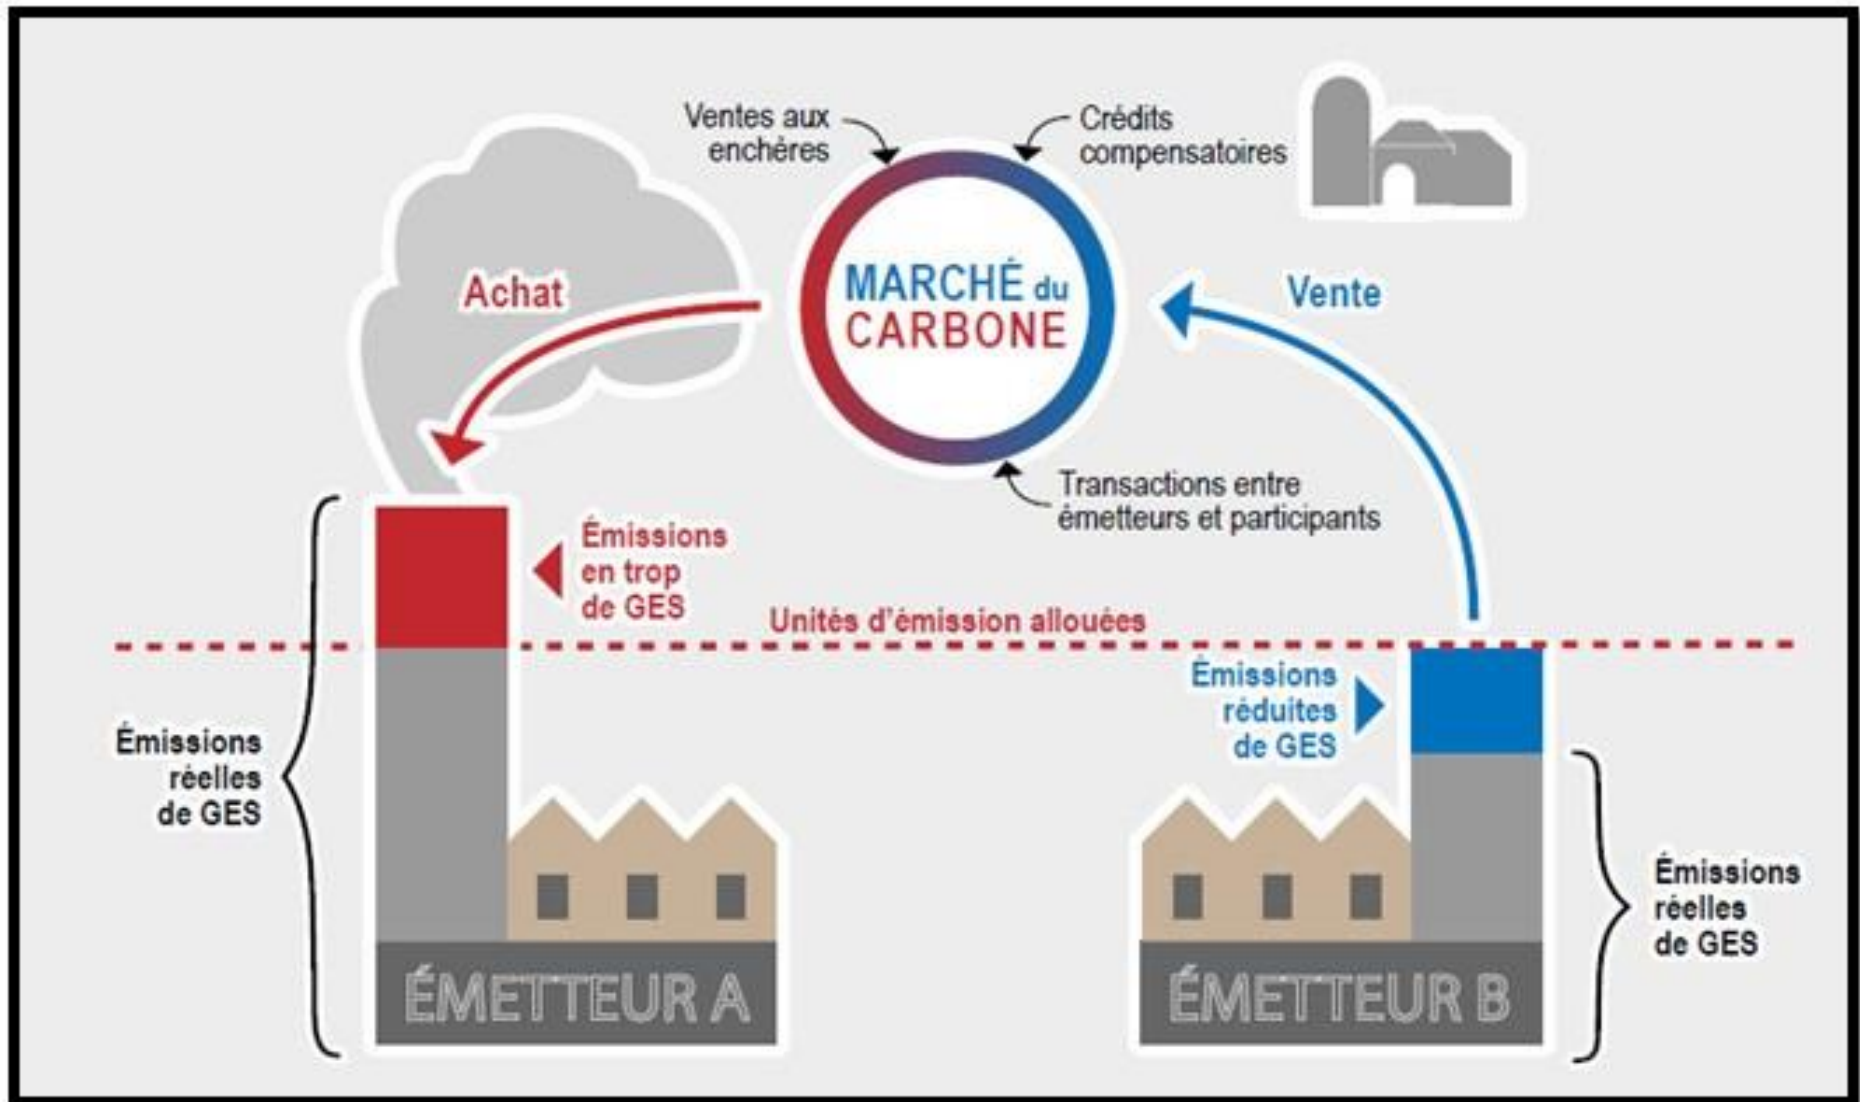 Ventes aux
enchères
Crédits
compensatoires
Achat
MARCHÉ du
CARBONE
Vente
Transactions entre
émetteurs et participants
Émissions
en trop
de GES
Unités d'émission allouées
Émissions
réduites
de GES
Émissions
réelles
de GES
Émissions
réelles
de GES
ÉMETTEUR A
ÉMETTEUR B